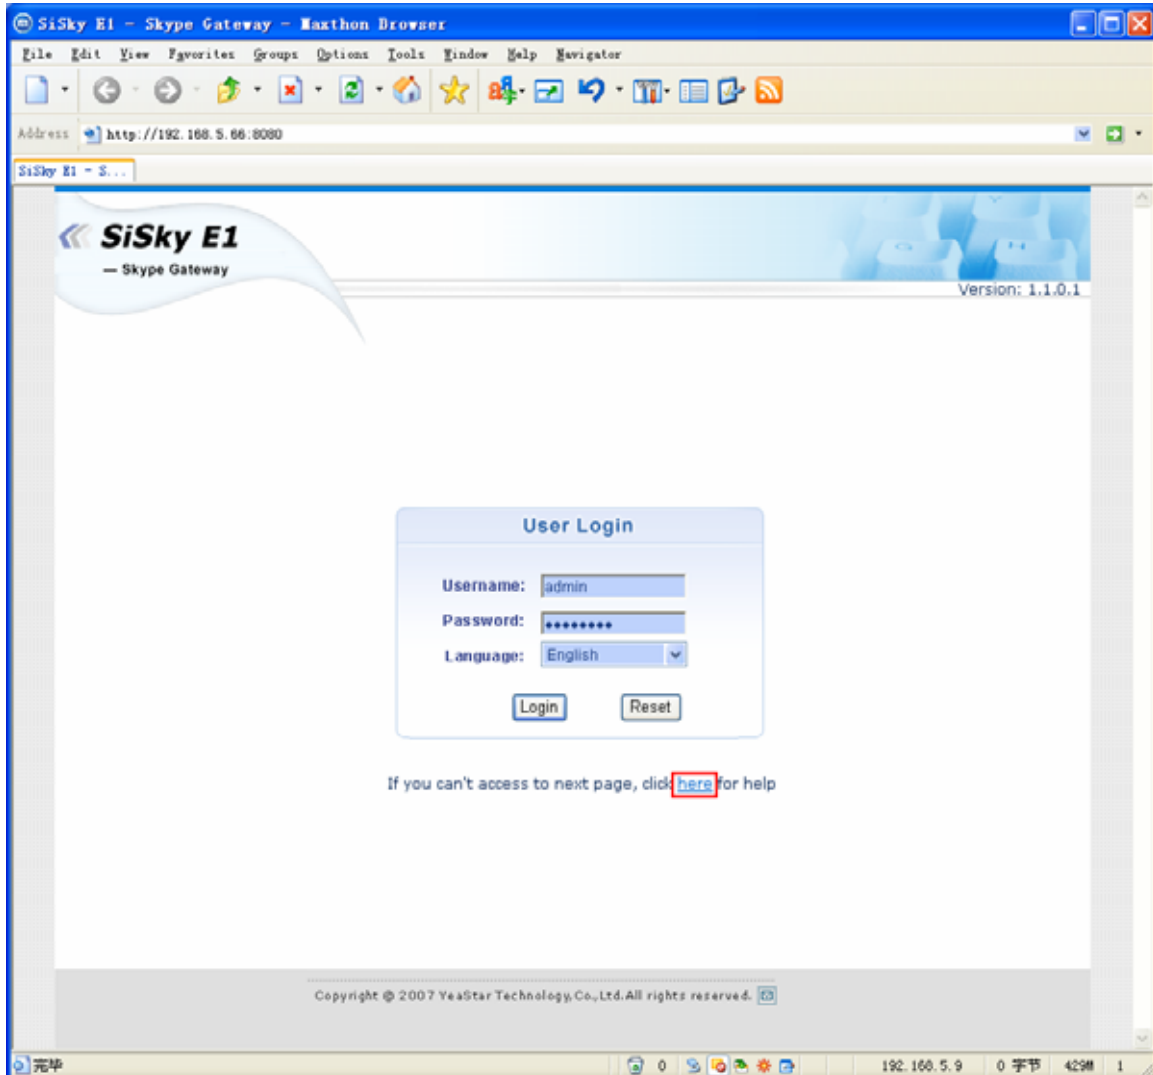 SiSky E1 - Skype Gateway - Maxthon Browser
File Edit View Favorites Groups Options Tools Window Help Navigator
Address http://192.168.5.66:8080
SiSky E1 - S...
SiSky E1
— Skype Gateway
Version: 1.1.0.1
User Login
Username: admin
Password: ••••••••
Language: English
Login Reset
If you can't access to next page, click here for help
Copyright @ 2007 YeaStar Technology,Co.,Ltd.All rights reserved.
完毕 0 192.168.5.9 0 字节 429M 1